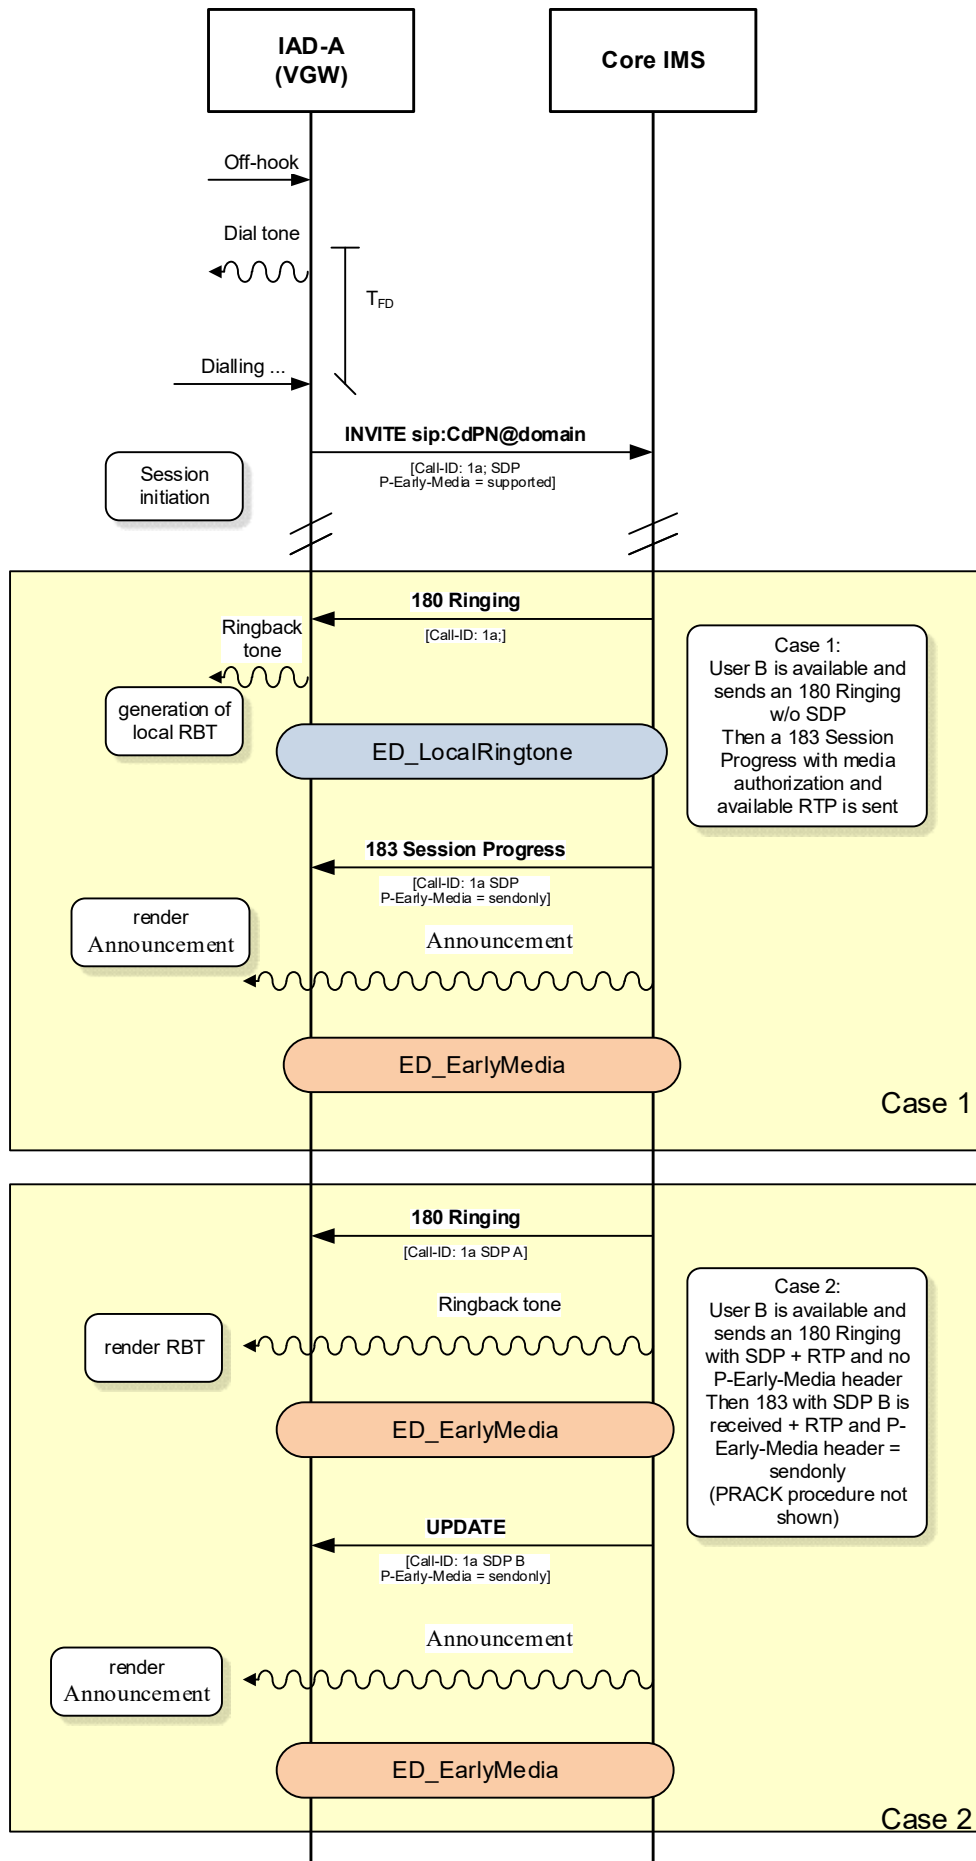 IAD-A
(VGW)
Core IMS
Off-hook
Dial tone
TFD
Dialling ...
INVITE sip:CdPN@domain
[Call-ID: 1a; SDP
P-Early-Media = supported]
Session
initiation
180 Ringing
[Call-ID: 1a;]
Ringback
tone
generation of
local RBT
ED_LocalRingtone
Case 1:
User B is available and
sends an 180 Ringing
w/o SDP
Then a 183 Session
Progress with media
authorization and
available RTP is sent
183 Session Progress
[Call-ID: 1a SDP
P-Early-Media = sendonly]
render
Announcement
Announcement
ED_EarlyMedia
Case 1
180 Ringing
[Call-ID: 1a SDP A]
Ringback tone
render RBT
ED_EarlyMedia
Case 2:
User B is available and
sends an 180 Ringing
with SDP + RTP and no
P-Early-Media header
Then 183 with SDP B is
received + RTP and P-
Early-Media header =
sendonly
(PRACK procedure not
shown)
UPDATE
[Call-ID: 1a SDP B
P-Early-Media = sendonly]
Announcement
render
Announcement
ED_EarlyMedia
Case 2